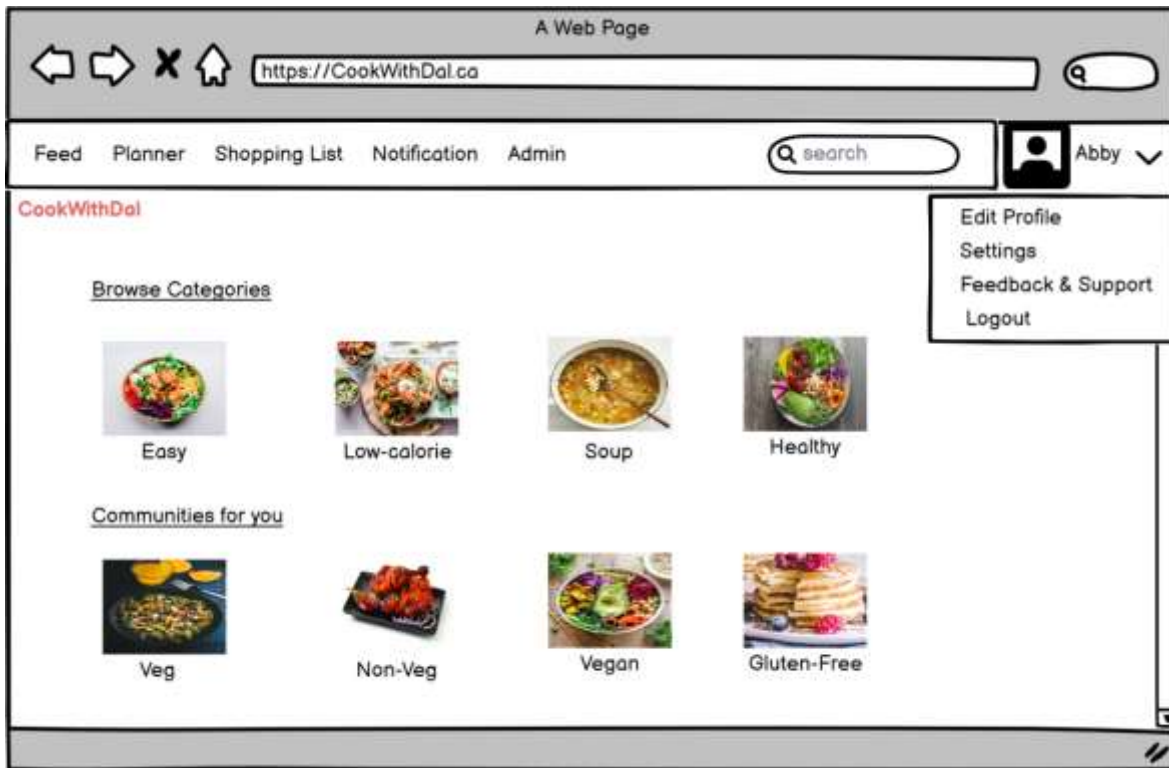 A Web Page
https://CookWithDal.ca
Feed Planner Shopping List Notification Admin search Abby
CookWithDal
Edit Profile
Settings
Feedback & Support
Logout
Browse Categories
Easy Low-calorie Soup Healthy
Communities for you
Veg Non-Veg Vegan Gluten-Free